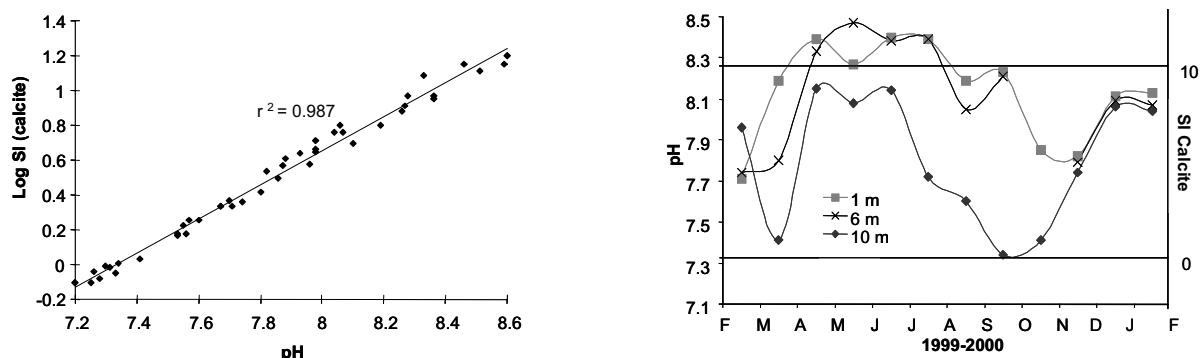 1.4
1.2
1
0.8
0.6
0.4
0.2
0
-0.2
Log SI (calcite)
r² = 0.987
7.2 7.4 7.6 7.8 8 8.2 8.4 8.6
pH
8.5
8.3
8.1
7.9
7.7
7.5
7.3
7.1
pH
1 m
6 m
10 m
10
SI Calcite
0
F M A M J J A S O N D J F
1999-2000